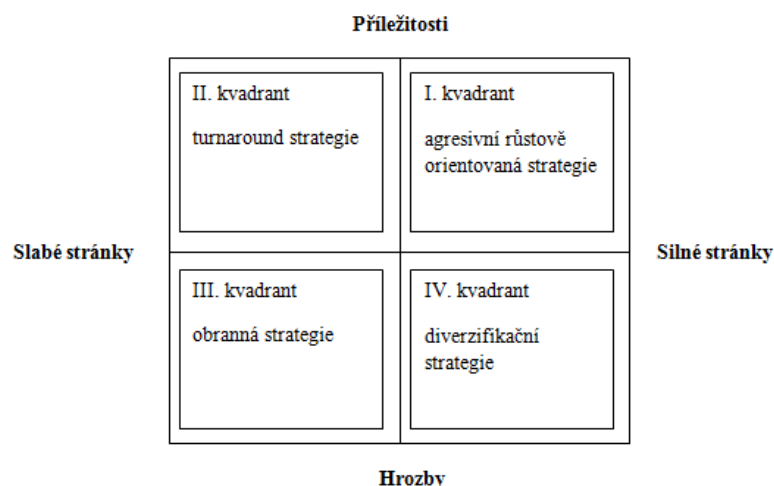 Příležitosti
II. kvadrant
turnaround strategie
I. kvadrant
agresivní růstově
orientovaná strategie
Slabé stránky
Silné stránky
III. kvadrant
obranná strategie
IV. kvadrant
diverzifikační
strategie
Hrozby